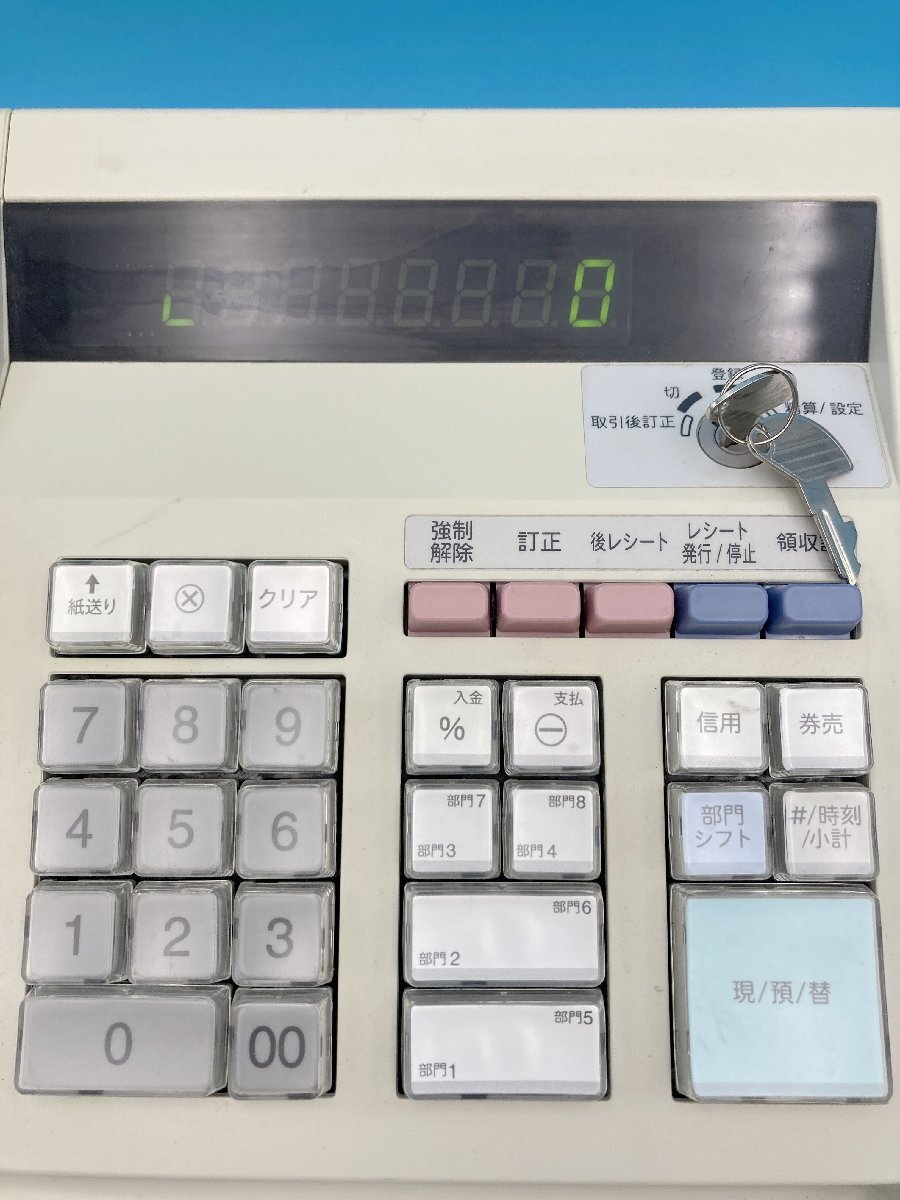 0
登録
切
算/設定
取引後訂正
強制
解除
訂正
後レシート
レシート
発行/停止
領収
紙送り
クリア
7
8
9
入金
%
支払
信用
券売
4
5
6
部門7
部門3
部門8
部門4
部門
シフト
#/時刻
/小計
1
2
3
部門6
部門2
0
00
部門5
部門1
現/預/替